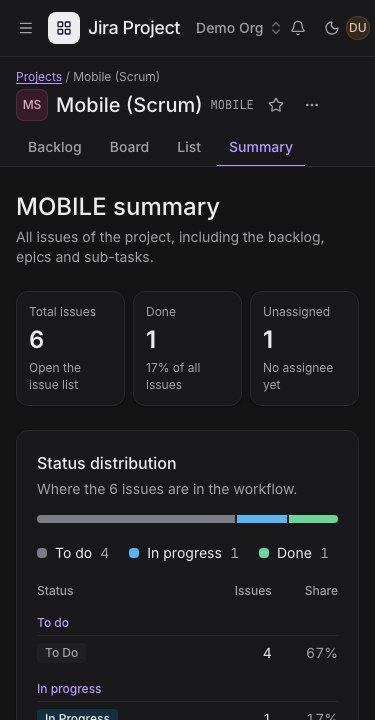 Jira Project
Demo Org
DU
Projects / Mobile (Scrum)
MS
Mobile (Scrum)
MOBILE
Backlog
Board
List
Summary
MOBILE summary
All issues of the project, including the backlog,
epics and sub-tasks.
Total issues
6
Open the
issue list
Done
1
17% of all
issues
Unassigned
1
No assignee
yet
Status distribution
Where the 6 issues are in the workflow.
To do 4
In progress 1
Done 1
Status Issues Share
To do
To Do 4 67%
In progress
In Progress 1 17%